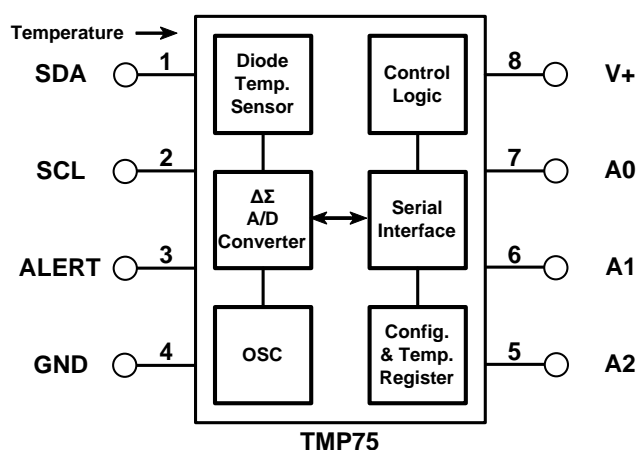 Temperature
SDA
1
SCL
2
ALERT
3
GND
4
Diode
Temp.
Sensor
ΔΣ
A/D
Converter
OSC
Control
Logic
Serial
Interface
Config.
& Temp.
Register
8
V+
7
A0
6
A1
5
A2
TMP75